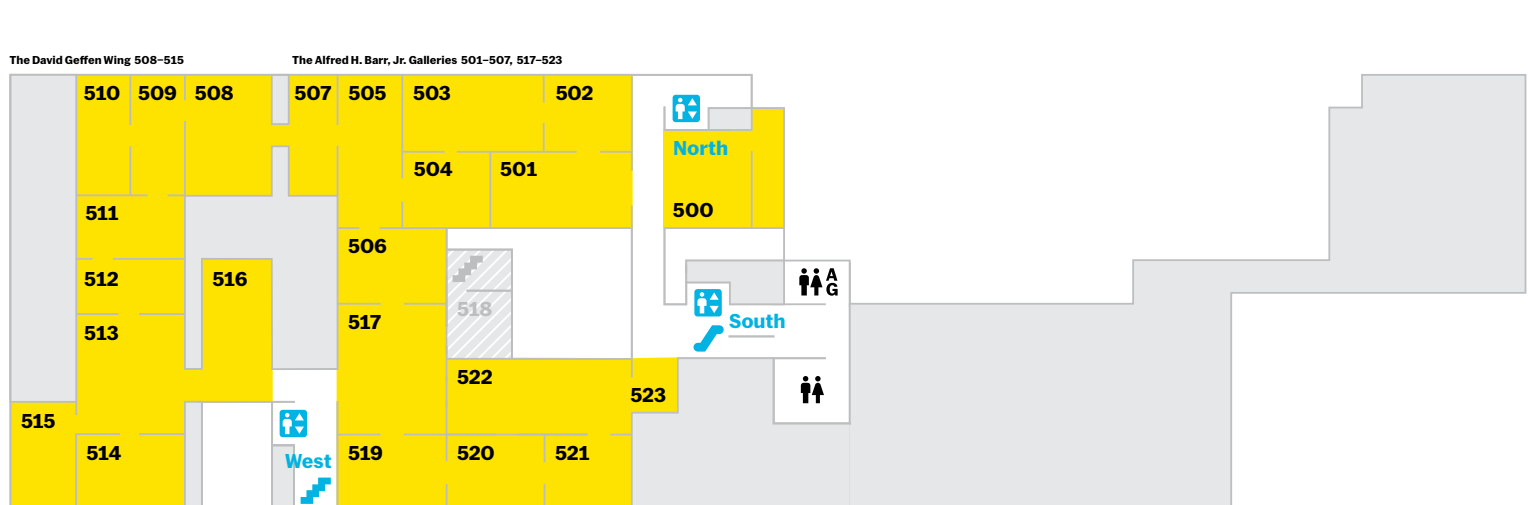 The David Geffen Wing 508–515
The Alfred H. Barr, Jr. Galleries 501–507, 517–523
510 509 508 507 505 503 502
North
504 501
500
511
506
512 516
A
G
518
517 South
513
522
523
515
514 519 520 521
West